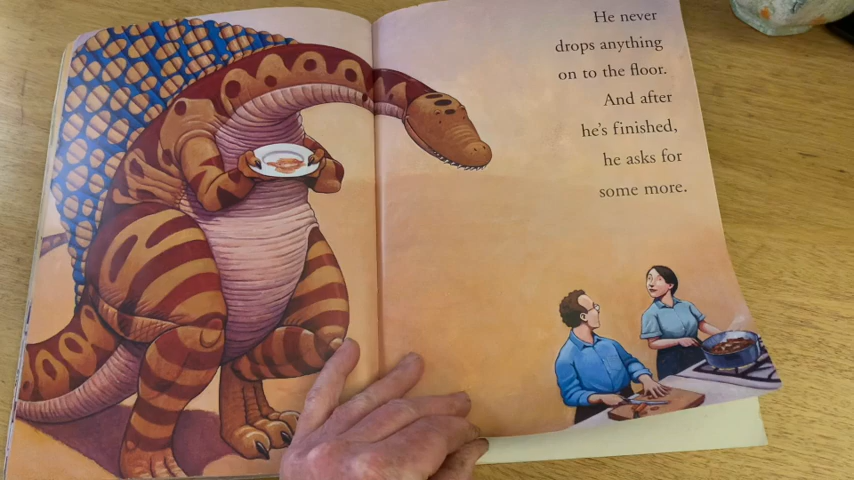 He never
drops anything
on to the floor.
And after
he's finished,
he asks for
some more.